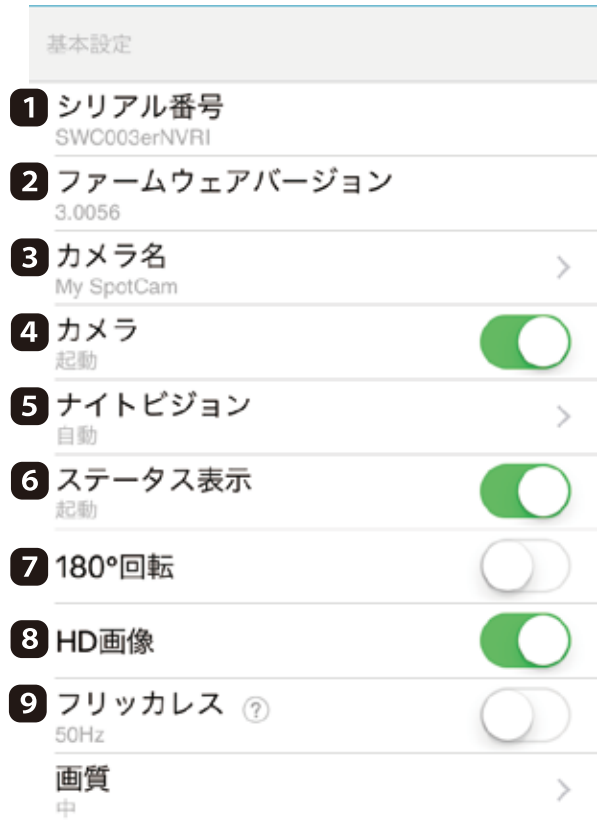 基本設定
1 シリアル番号
SWC003erNVRI
2 ファームウェアバージョン
3.0056
3 カメラ名
My SpotCam
4 カメラ
起動
5 ナイトビジョン
自動
6 ステータス表示
起動
7 180°回転
8 HD画像
9 フリッカレス ?
50Hz
画質
中